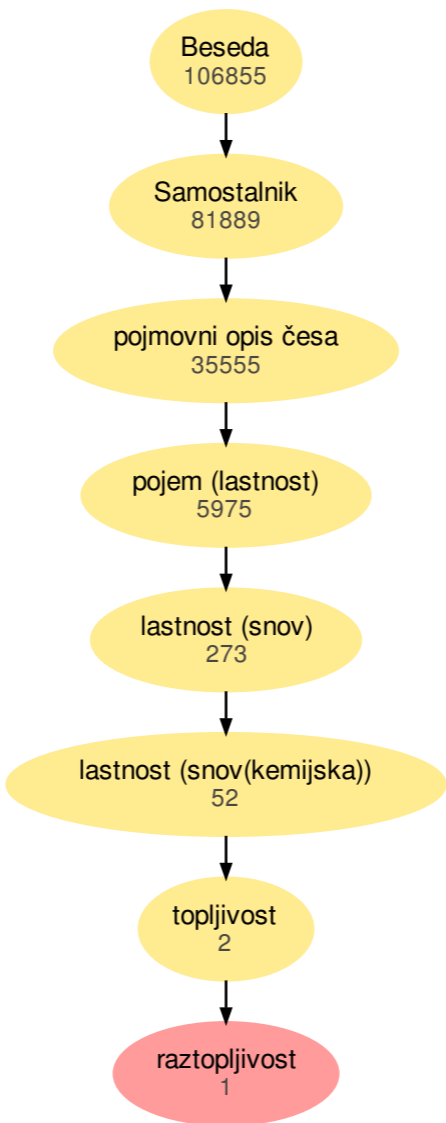 Beseda
106855
Samostalnik
81889
pojmovni opis česa
35555
pojem (lastnost)
5975
lastnost (snov)
273
lastnost (snov(kemijska))
52
topljivost
2
raztopljivost
1